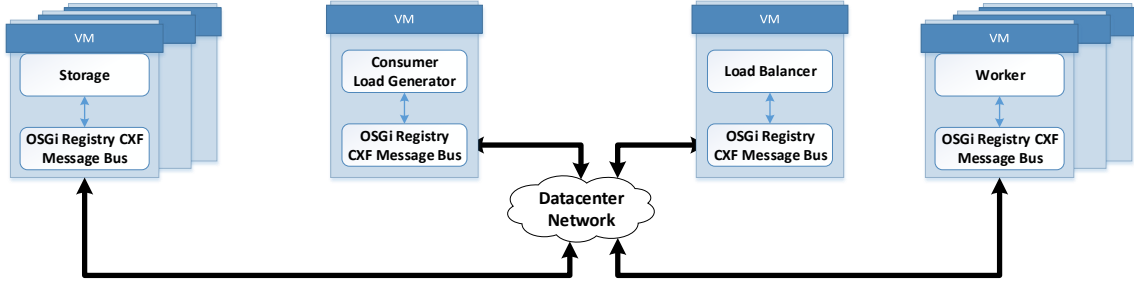 VM
Storage
OSGi Registry CXF
Message Bus
VM
Consumer
Load Generator
OSGi Registry
CXF Message Bus
VM
Load Balancer
OSGi Registry
CXF Message Bus
VM
Worker
OSGi Registry CXF
Message Bus
Datacenter
Network